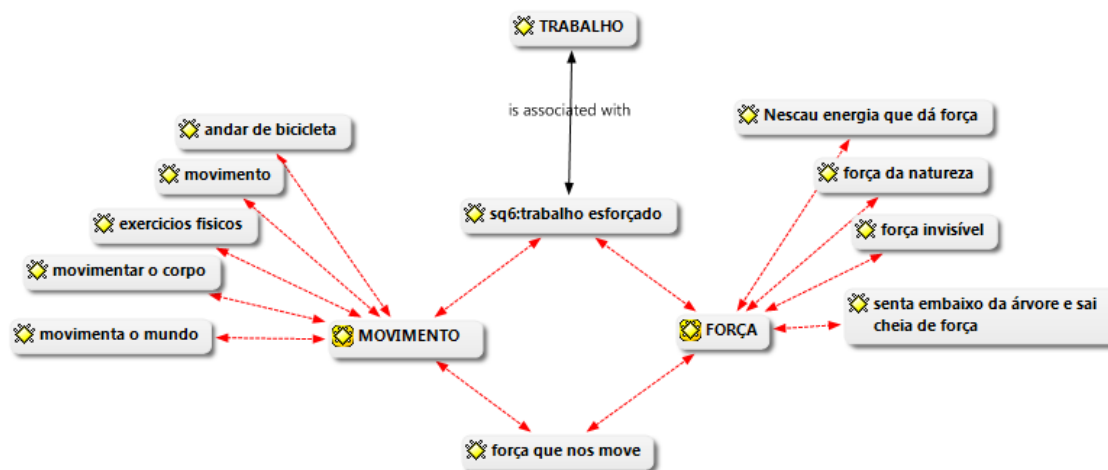 TRABALHO
is associated with
Nescau energia que dá força
andar de bicicleta
movimento
força da natureza
sq6:trabalho esforçado
exercicios fisicos
força invisível
movimentar o corpo
senta embaixo da árvore e sai
cheia de força
movimenta o mundo
MOVIMENTO
FORÇA
força que nos move